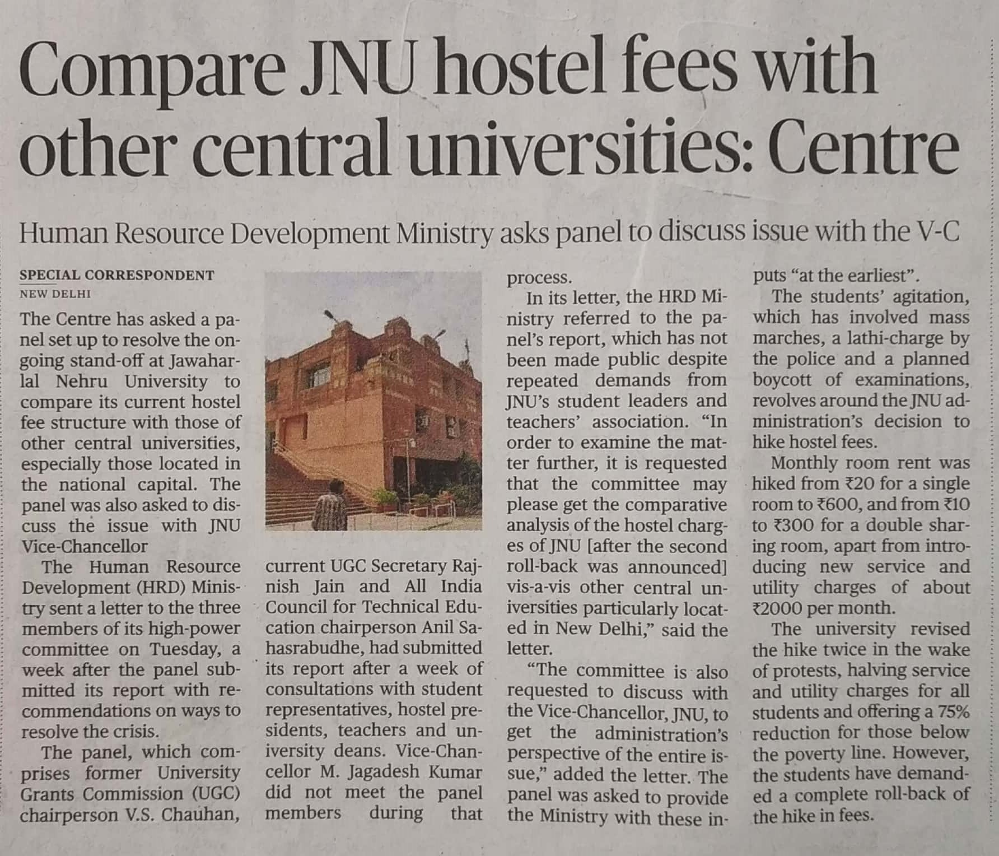 Compare JNU hostel fees with
other central universities: Centre
Human Resource Development Ministry asks panel to discuss issue with the V-C
SPECIAL CORRESPONDENT
NEW DELHI
The Centre has asked a pa-
nel set up to resolve the on-
going stand-off at Jawahar-
lal Nehru University to
compare its current hostel
fee structure with those of
other central universities,
especially those located in
the national capital. The
panel was also asked to dis-
cuss the issue with JNU
Vice-Chancellor
The Human Resource
Development (HRD) Minis-
try sent a letter to the three
members of its high-power
committee on Tuesday, a
week after the panel sub-
mitted its report with re-
commendations on ways to
resolve the crisis.
The panel, which com-
prises former University
Grants Commission (UGC)
chairperson V.S. Chauhan,
current UGC Secretary Raj-
nish Jain and All India
Council for Technical Edu-
cation chairperson Anil Sa-
hasrabudhe, had submitted
its report after a week of
consultations with student
representatives, hostel pre-
sidents, teachers and un-
iversity deans. Vice-Chan-
cellor M. Jagadesh Kumar
did not meet the panel
members during that
process.
In its letter, the HRD Mi-
nistry referred to the pa-
nel's report, which has not
been made public despite
repeated demands from
JNU's student leaders and
teachers' association. “In
order to examine the mat-
ter further, it is requested
that the committee may
please get the comparative
analysis of the hostel charg-
es of JNU [after the second
roll-back was announced]
vis-a-vis other central un-
iversities particularly locat-
ed in New Delhi,” said the
letter.
“The committee is also
requested to discuss with
the Vice-Chancellor, JNU, to
get the administration's
perspective of the entire is-
sue,” added the letter. The
panel was asked to provide
the Ministry with these in-
puts “at the earliest”.
The students' agitation,
which has involved mass
marches, a lathi-charge by
the police and a planned
boycott of examinations,
revolves around the JNU ad-
ministration's decision to
hike hostel fees.
Monthly room rent was
hiked from ₹20 for a single
room to ₹600, and from ₹10
to ₹300 for a double shar-
ing room, apart from intro-
ducing new service and
utility charges of about
₹2000 per month.
The university revised
the hike twice in the wake
of protests, halving service
and utility charges for all
students and offering a 75%
reduction for those below
the poverty line. However,
the students have demand-
ed a complete roll-back of
the hike in fees.